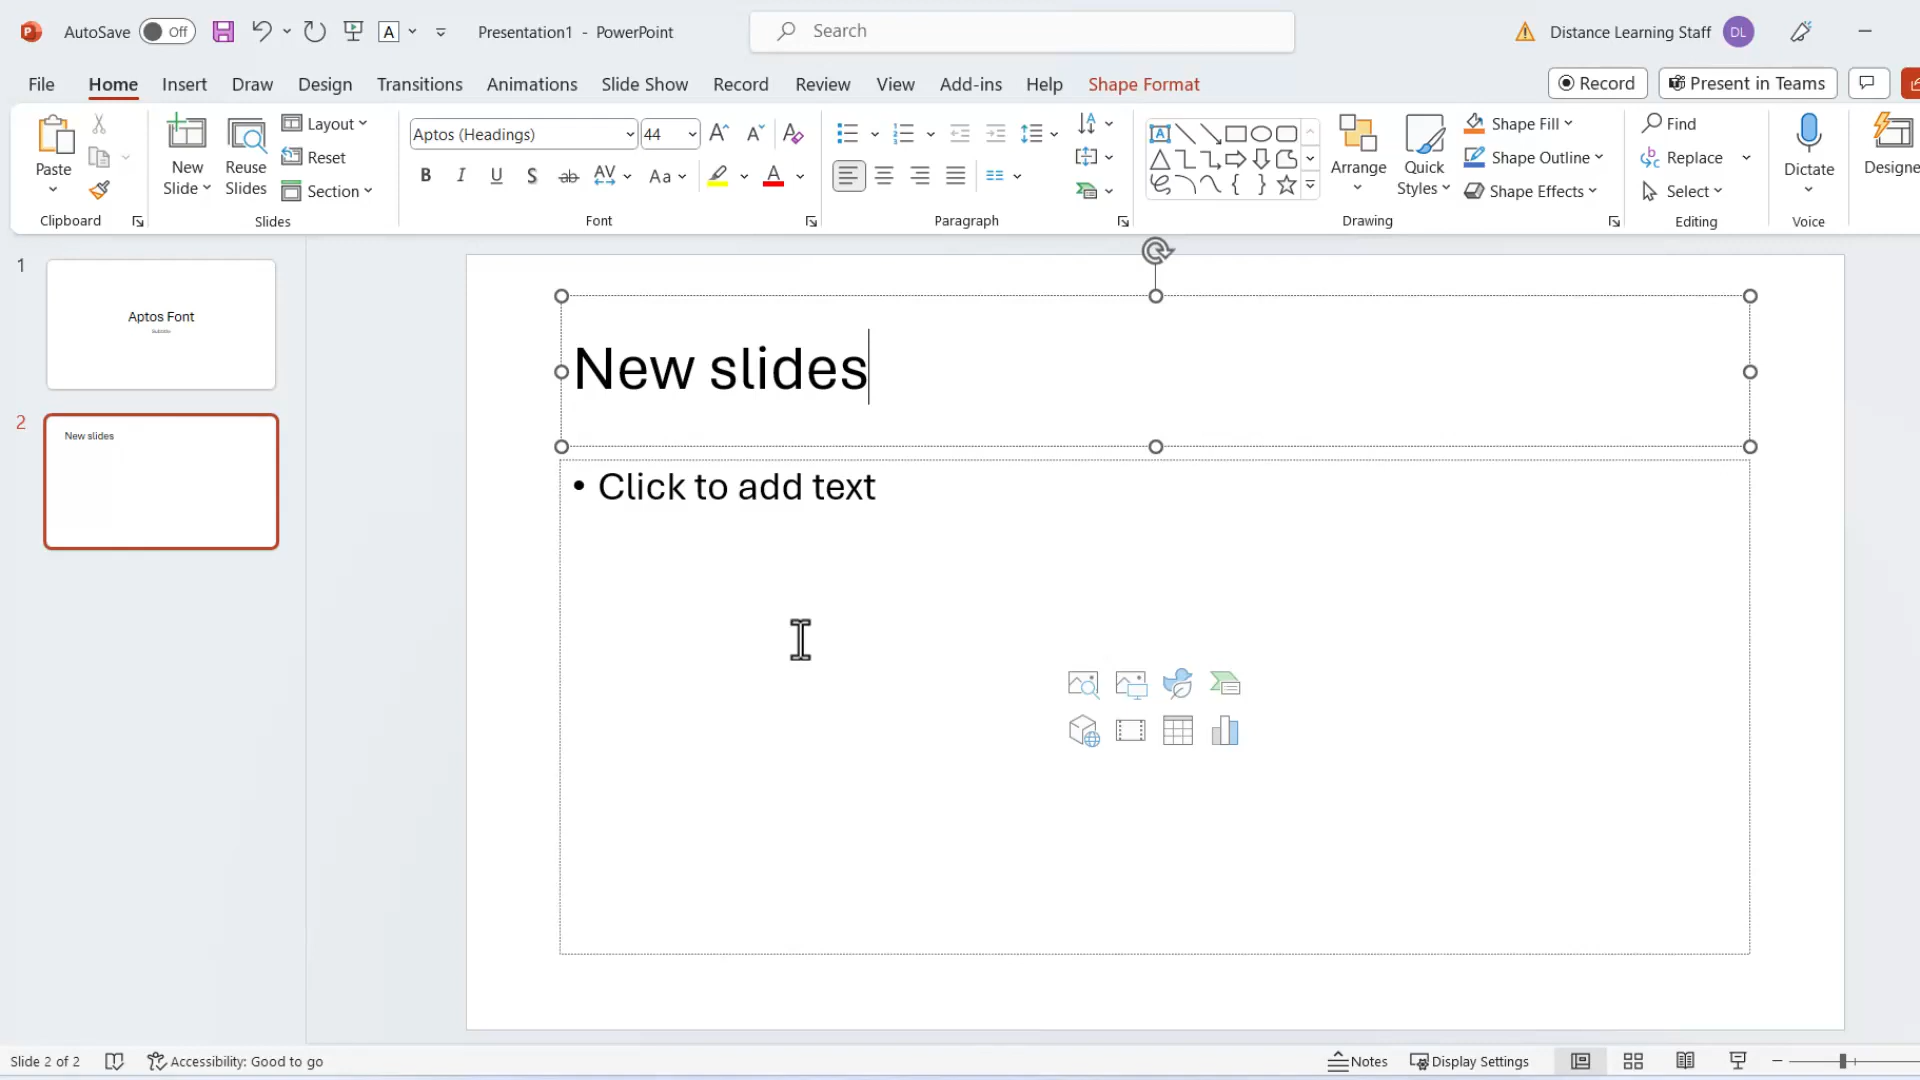 AutoSave Off A Presentation1 - PowerPoint Search Distance Learning Staff DL
File Home Insert Draw Design Transitions Animations Slide Show Record Review View Add-ins Help Shape Format Record Present in Teams
Paste
New Slide
Reuse Slides
Layout
Reset
Section
Aptos (Headings) 44
B I U S ab AV Aa A
Shape Fill
Shape Outline
Shape Effects
Arrange
Quick Styles
Find
Replace
Select
Dictate
Designe
Clipboard Slides Font Paragraph Drawing Editing Voice
1
Aptos Font
2
New slides
New slides
• Click to add text
Slide 2 of 2 Accessibility: Good to go Notes Display Settings